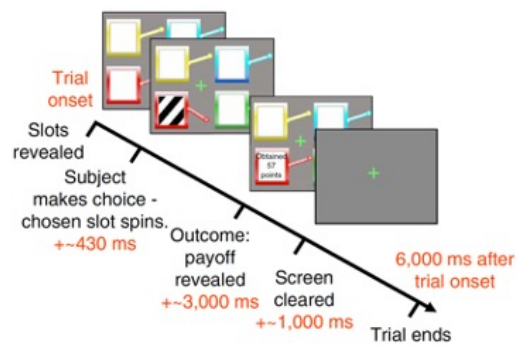 Trial
onset
Slots
revealed
Subject
makes choice -
chosen slot spins.
+~430 ms
Obtained
57
points
Outcome:
payoff
revealed
+~3,000 ms
Screen
cleared
+~1,000 ms
6,000 ms after
trial onset
Trial ends